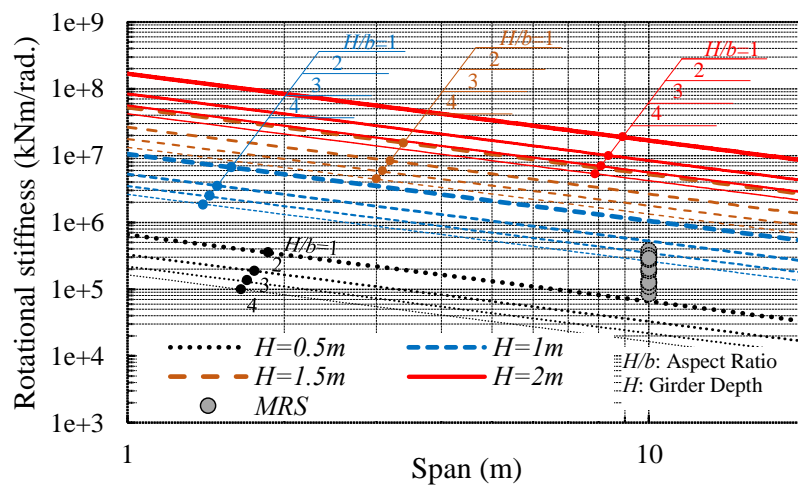 1e+9
1e+8
1e+7
1e+6
1e+5
1e+4
1e+3
Rotational stiffness (kNm/rad.)
H/b=1
2
3
4
H/b=1
2
3
4
H/b=1
2
3
4
H/b=1
2
3
4
H=0.5m
H=1m
H=1.5m
H=2m
MRS
H/b: Aspect Ratio
H: Girder Depth
1
10
Span (m)